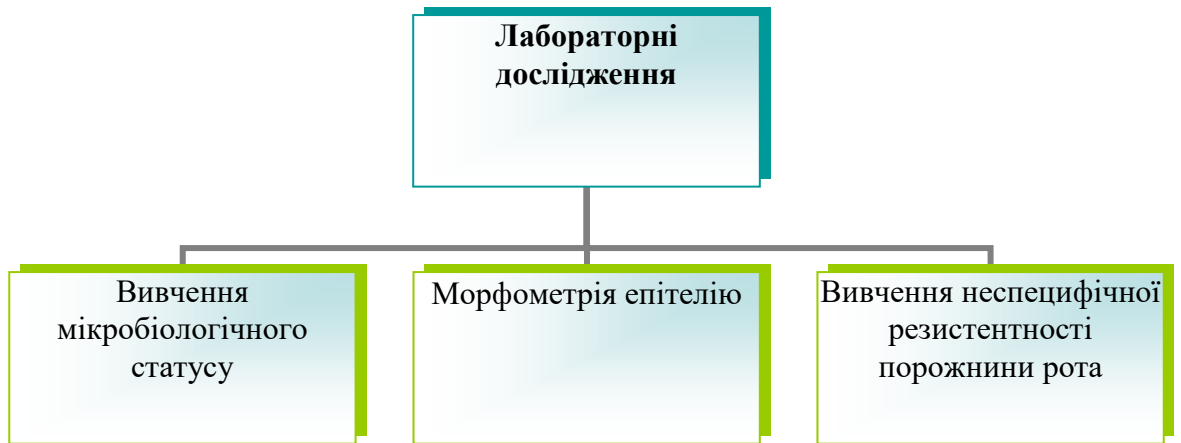 Лабораторні
дослідження
Вивчення
мікробіологічного
статусу
Морфометрія епітелію
Вивчення неспецифічної
резистентності
порожнини рота